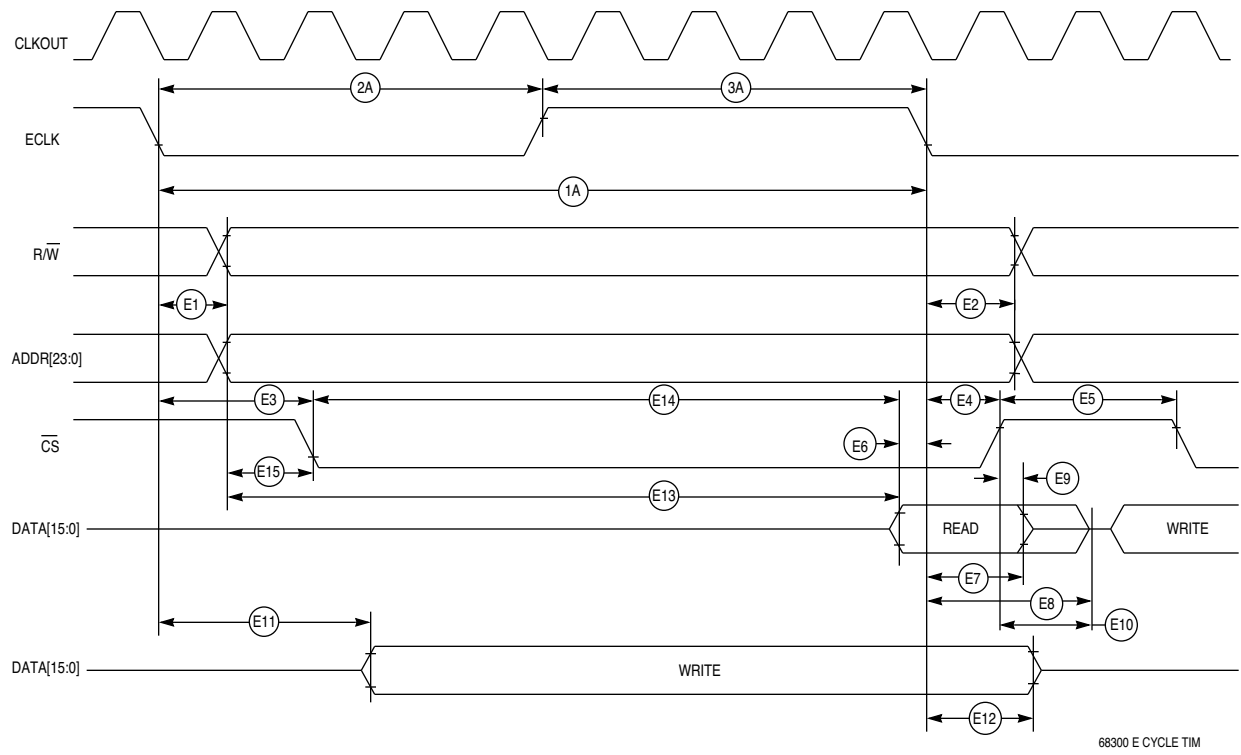 CLKOUT
2A
3A
ECLK
1A
R/W
E1
E2
ADDR[23:0]
E3
E14
E4
E5
CS
E6
E15
E9
E13
DATA[15:0]
READ
WRITE
E7
E8
E11
E10
DATA[15:0]
WRITE
E12
68300 E CYCLE TIM